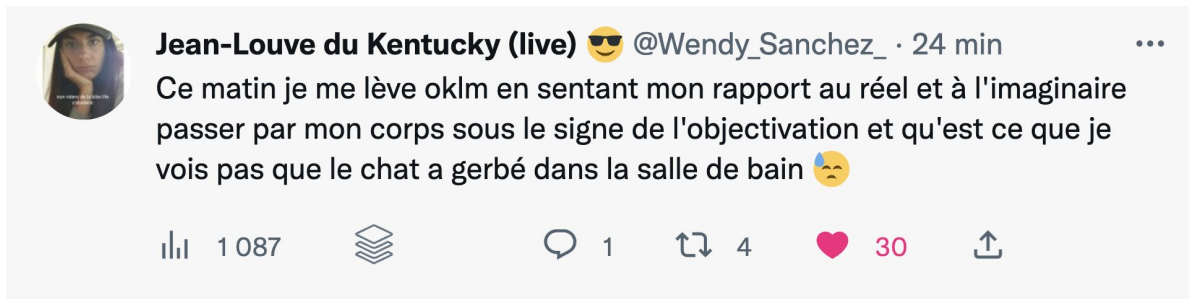 Jean-Louve du Kentucky (live) 😎 @Wendy_Sanchez_ · 24 min
Ce matin je me lève oklm en sentant mon rapport au réel et à l'imaginaire
passer par mon corps sous le signe de l'objectivation et qu'est ce que je
vois pas que le chat a gerbé dans la salle de bain 😓
1 087 1 4 30